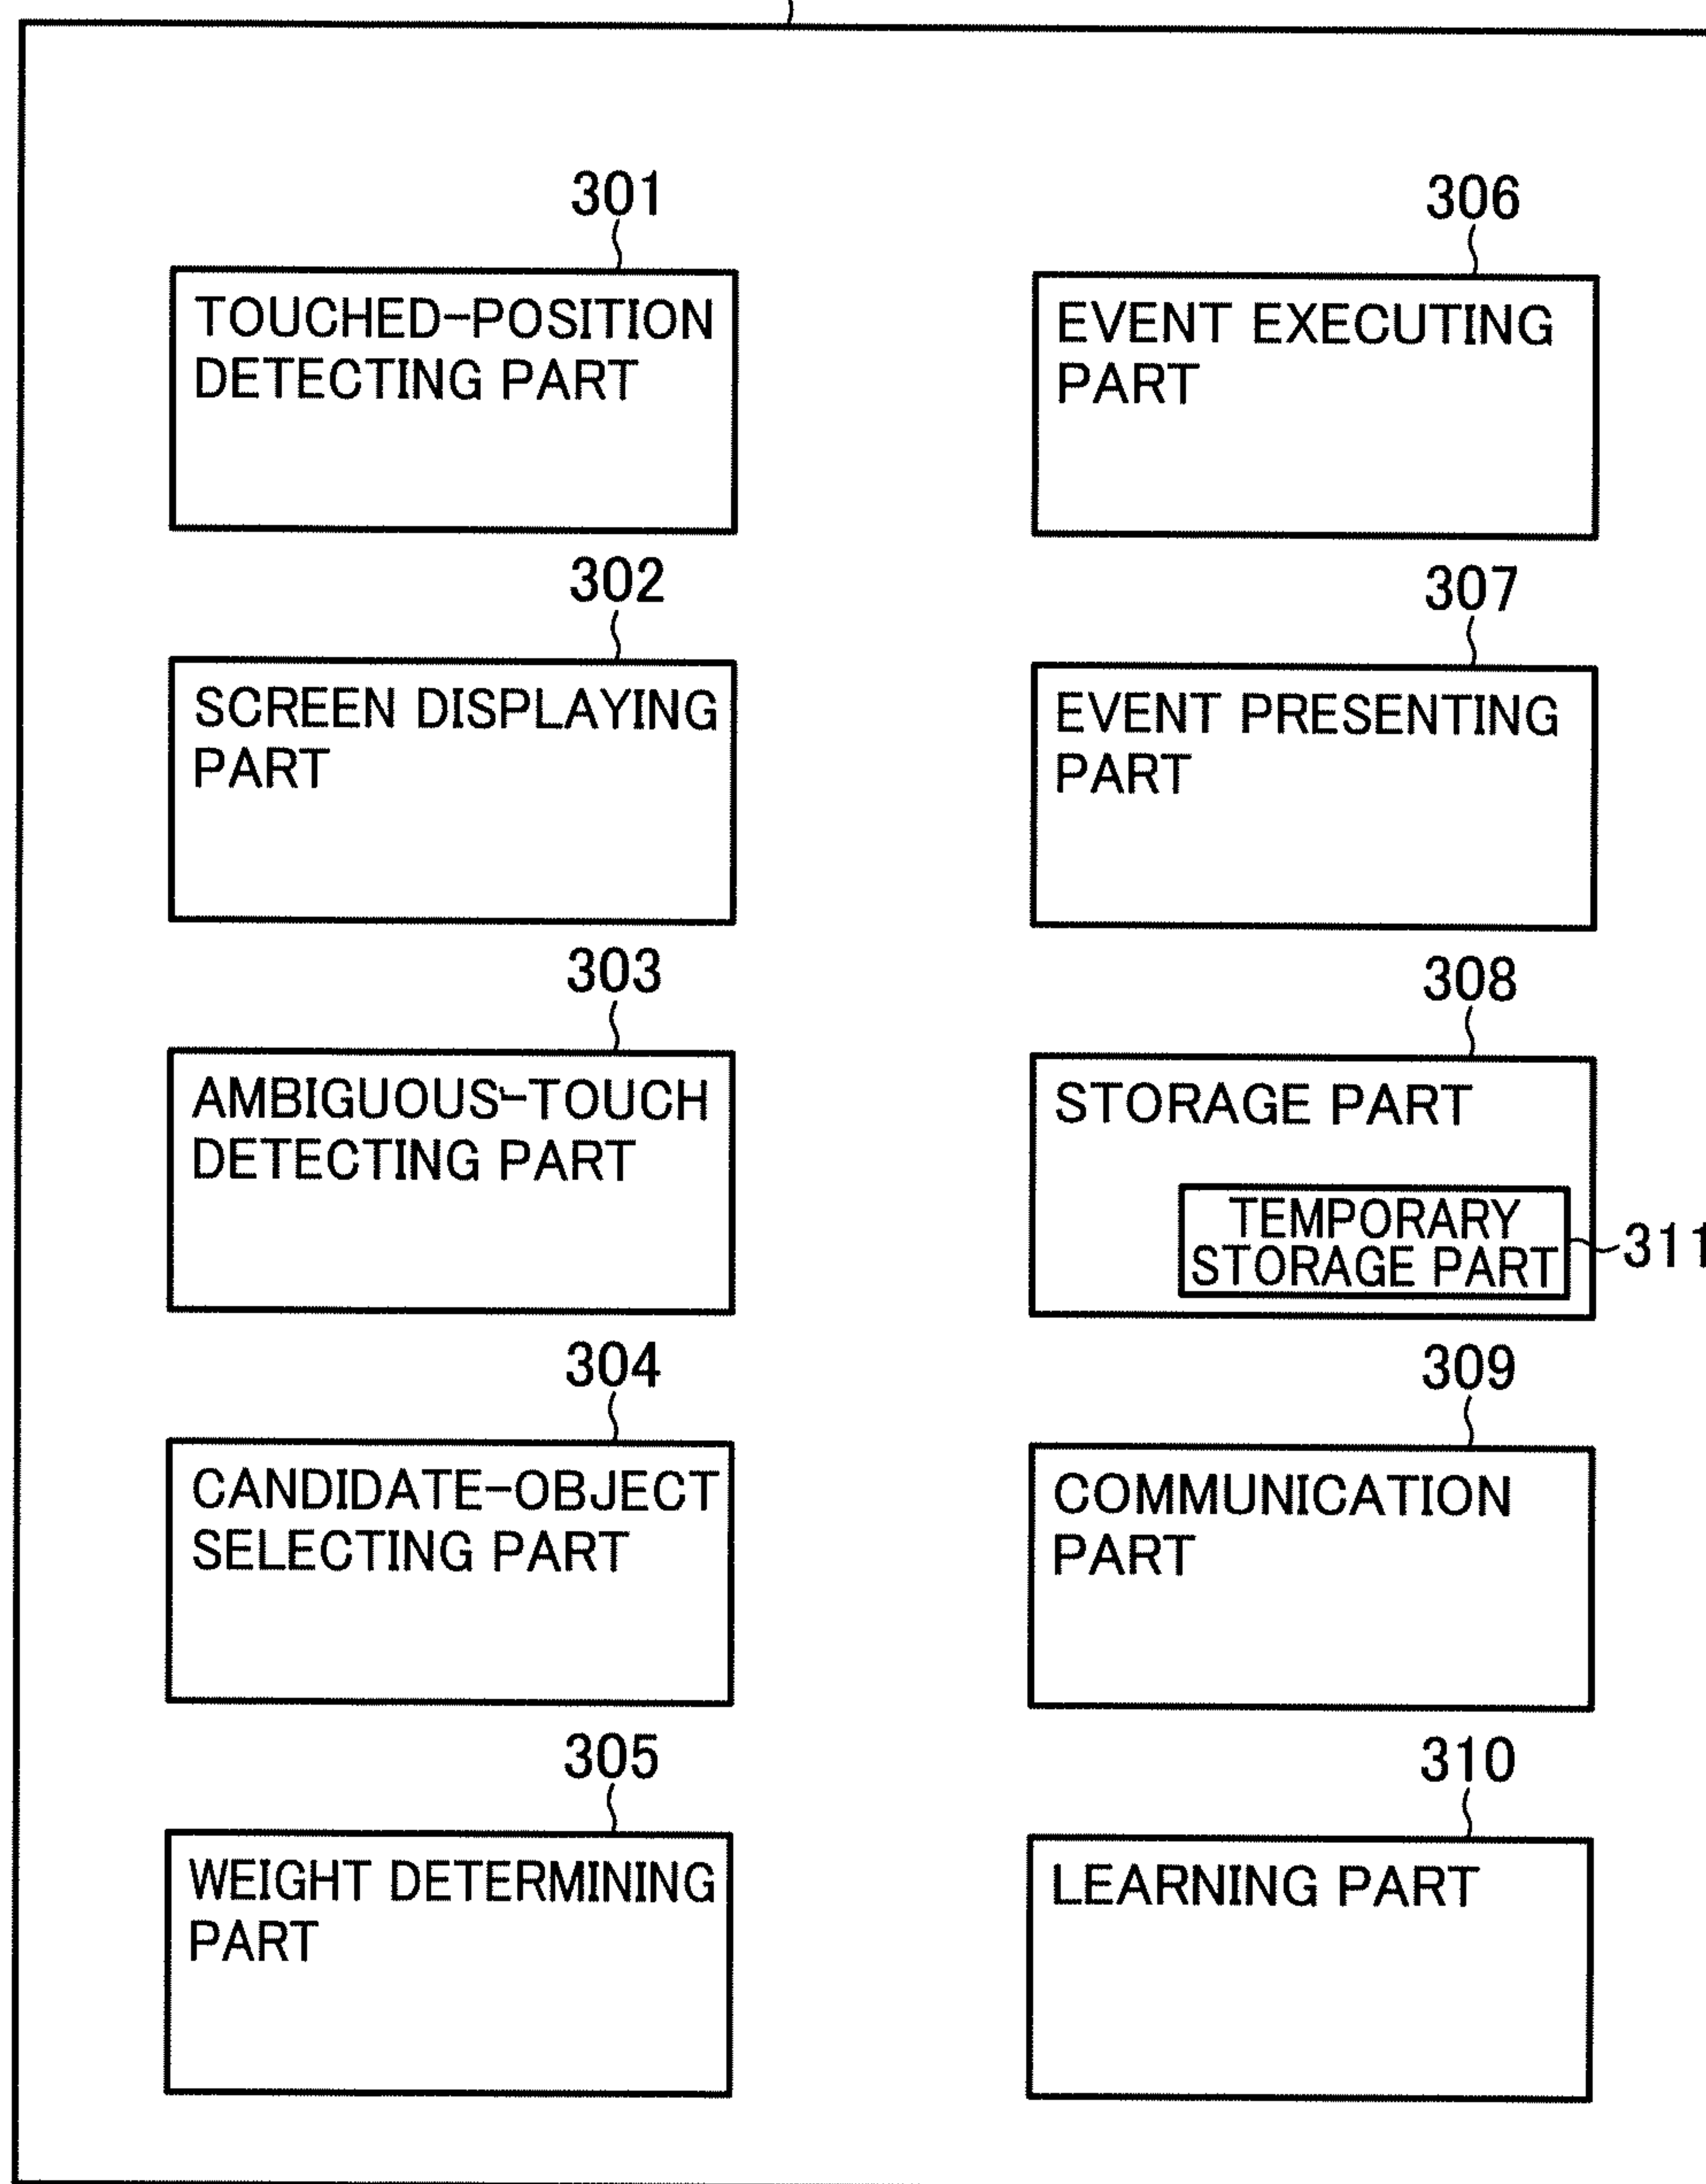 301
TOUCHED-POSITION
DETECTING PART
302
SCREEN DISPLAYING
PART
303
AMBIGUOUS-TOUCH
DETECTING PART
304
CANDIDATE-OBJECT
SELECTING PART
305
WEIGHT DETERMINING
PART
306
EVENT EXECUTING
PART
307
EVENT PRESENTING
PART
308
STORAGE PART
TEMPORARY
STORAGE PART
311
309
COMMUNICATION
PART
310
LEARNING PART